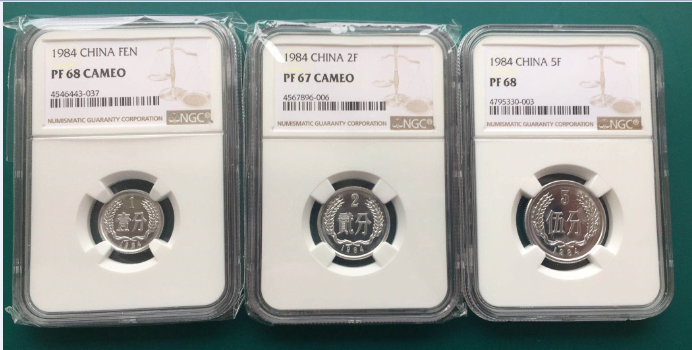 1984 CHINA FEN
PF 68 CAMEO
4546443-037
NUMISMATIC GUARANTY CORPORATION
NGC
1
壹分
1984
1984 CHINA 2F
PF 67 CAMEO
4567896-006
NUMISMATIC GUARANTY CORPORATION
NGC
2
贰分
1984
1984 CHINA 5F
PF 68
4795330-003
NUMISMATIC GUARANTY CORPORATION
NGC
5
伍分
1984